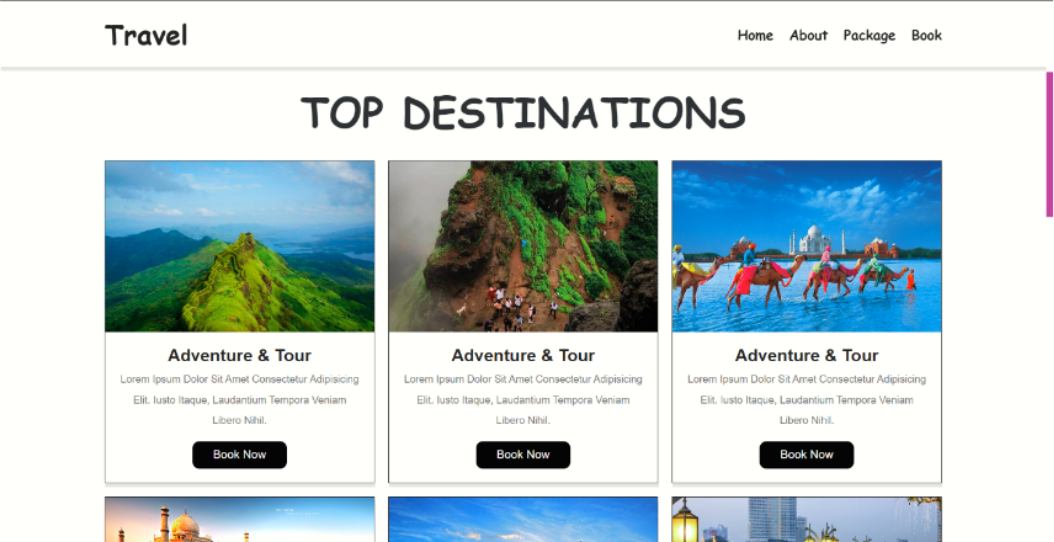 Travel
Home About Package Book
TOP DESTINATIONS
Adventure & Tour
Lorem Ipsum Dolor Sit Amet Consectetur Adipisicing
Elit. Iusto Itaque, Laudantium Tempora Veniam
Libero Nihil.
Book Now
Adventure & Tour
Lorem Ipsum Dolor Sit Amet Consectetur Adipisicing
Elit. Iusto Itaque, Laudantium Tempora Veniam
Libero Nihil.
Book Now
Adventure & Tour
Lorem Ipsum Dolor Sit Amet Consectetur Adipisicing
Elit. Iusto Itaque, Laudantium Tempora Veniam
Libero Nihil.
Book Now